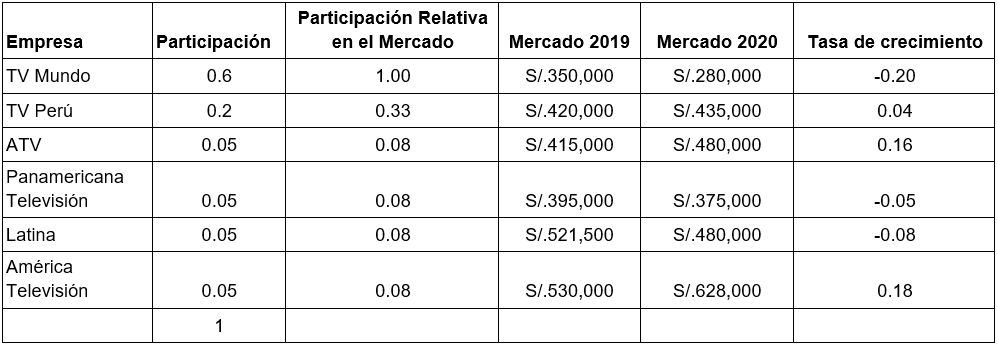 Empresa Participación Participación Relativa en el Mercado Mercado 2019 Mercado 2020 Tasa de crecimiento
TV Mundo 0.6 1.00 S/.350,000 S/.280,000 -0.20
TV Perú 0.2 0.33 S/.420,000 S/.435,000 0.04
ATV 0.05 0.08 S/.415,000 S/.480,000 0.16
Panamericana
Televisión 0.05 0.08 S/.395,000 S/.375,000 -0.05
Latina 0.05 0.08 S/.521,500 S/.480,000 -0.08
América
Televisión 0.05 0.08 S/.530,000 S/.628,000 0.18
1